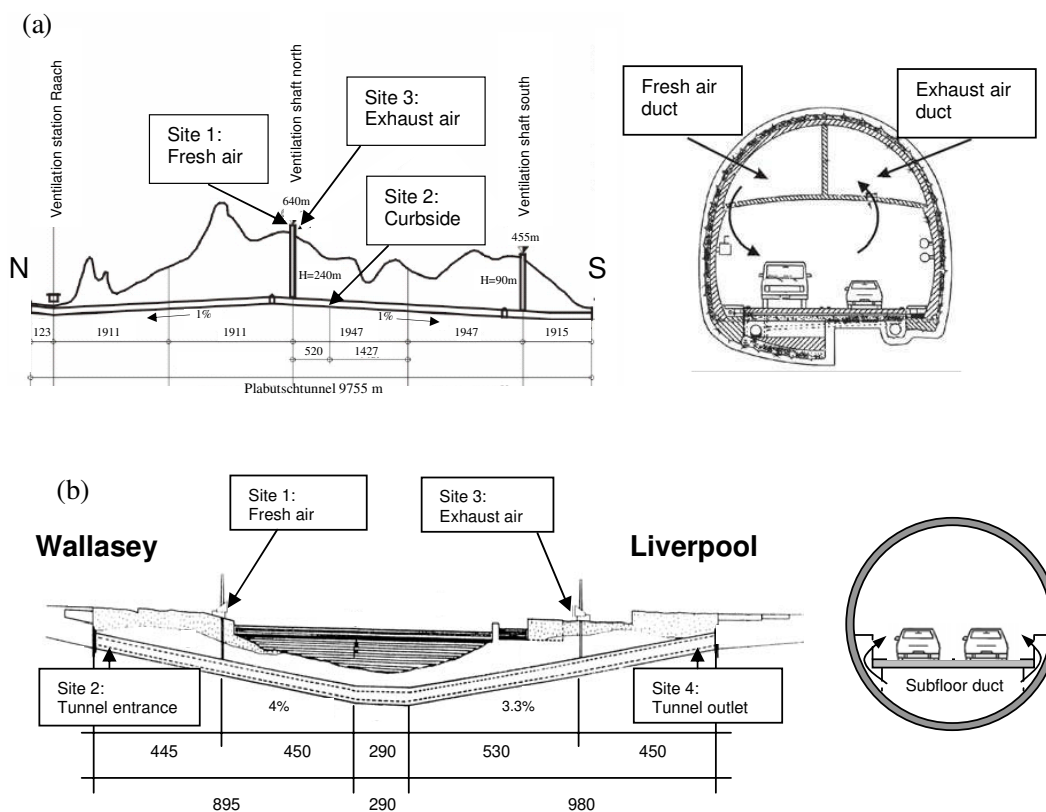 (a)
Ventilation station Raach
Ventilation shaft north
Ventilation shaft south
Site 1:
Fresh air
Site 3:
Exhaust air
Site 2:
Curbside
640m
455m
N
H=240m
H=90m
S
1%
1%
123
1911
1911
1947
1947
1915
520
1427
Plabutschtunnel 9755 m
Fresh air
duct
Exhaust air
duct
(b)
Site 1:
Fresh air
Site 3:
Exhaust air
Wallasey
Liverpool
Site 2:
Tunnel entrance
4%
3.3%
Site 4:
Tunnel outlet
Subfloor duct
445
450
290
530
450
895
290
980